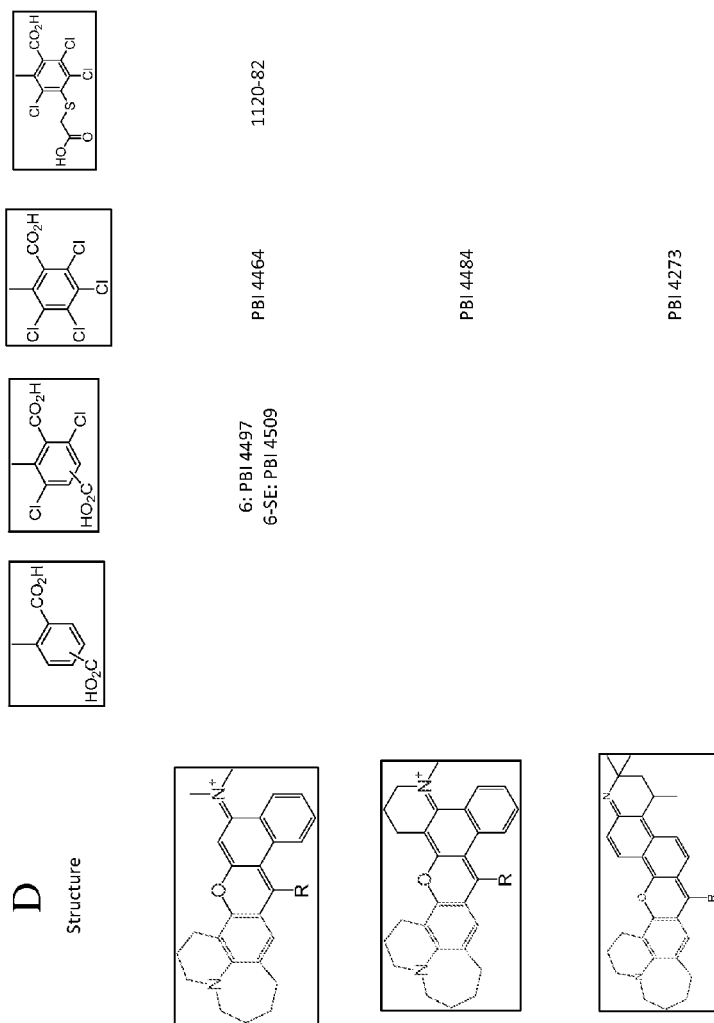 D
Structure
CO₂H
HO₂C
Cl
CO₂H
Cl
HO₂C
Cl
CO₂H
Cl
Cl
Cl
CO₂H
Cl
Cl
S
Cl
HO
O
N
O
N⁺
R
6: PBI 4497
6-SE: PBI 4509
PBI 4464
1120-82
N
O
N⁺
R
PBI 4484
N
O
N
R
PBI 4273